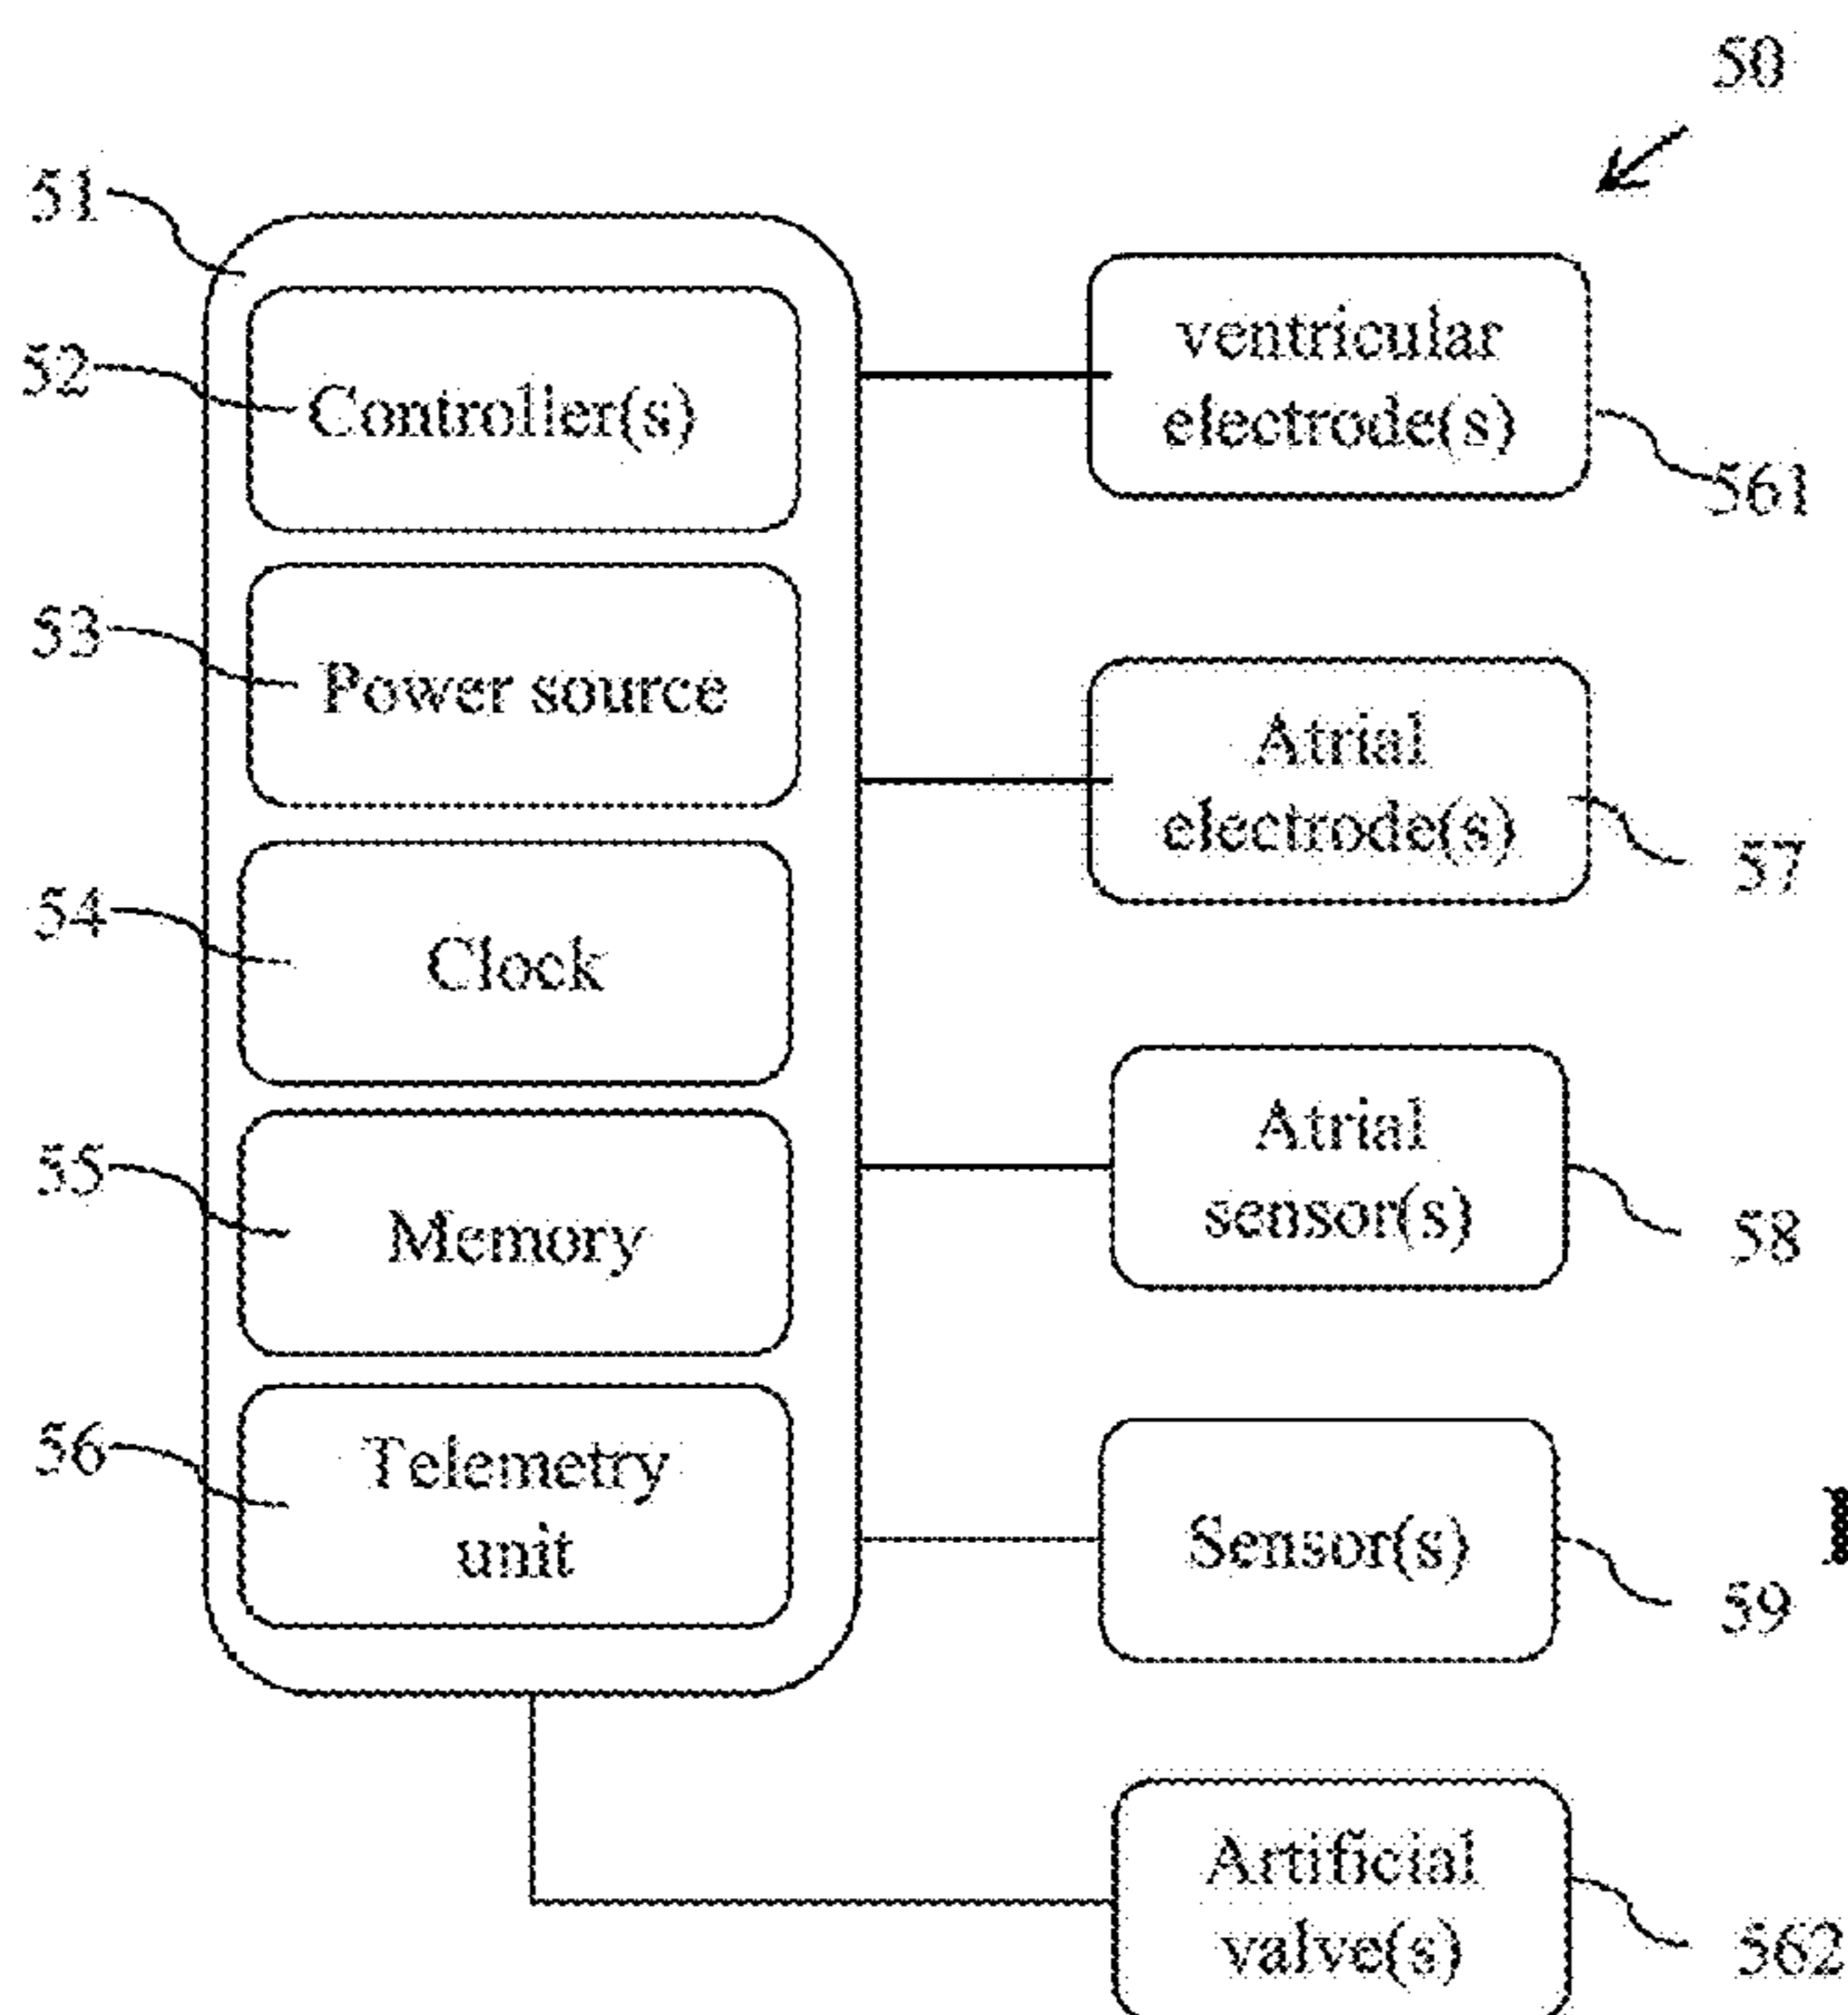 50
51
52
Controller(s)
53
Power source
54
Clock
55
Memory
56
Telemetry
unit
ventricular
electrode(s)
561
Atrial
electrode(s)
57
Atrial
sensor(s)
58
Sensor(s)
59
Artificial
valve(s)
562